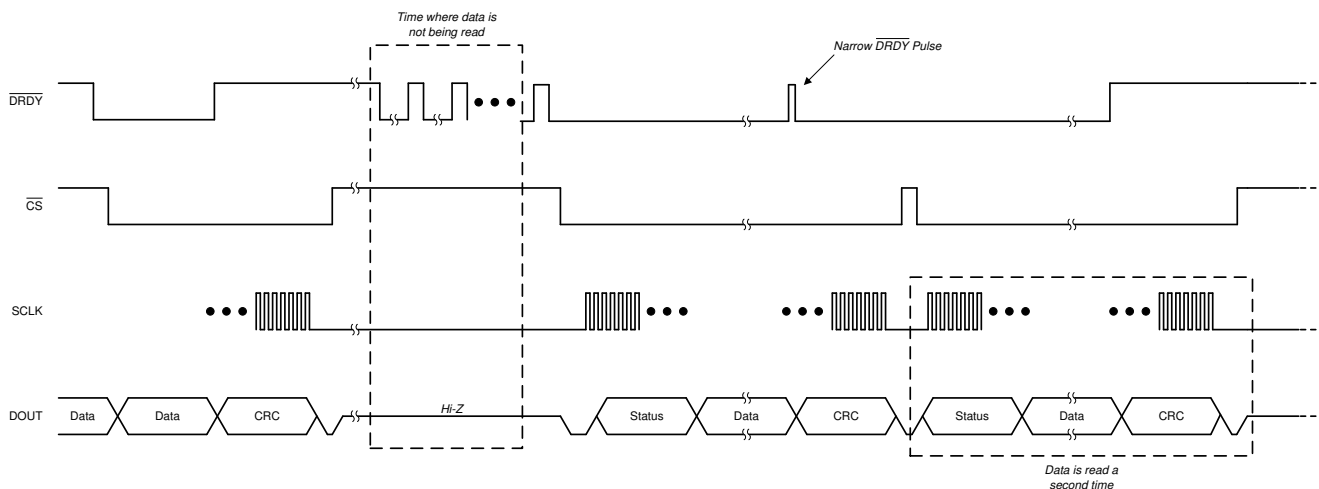 Time where data is
not being read
Narrow DRDY Pulse
DRDY
CS
SCLK
DOUT
Data
Data
CRC
Hi-Z
Status
Data
CRC
Status
Data
CRC
Data is read a
second time